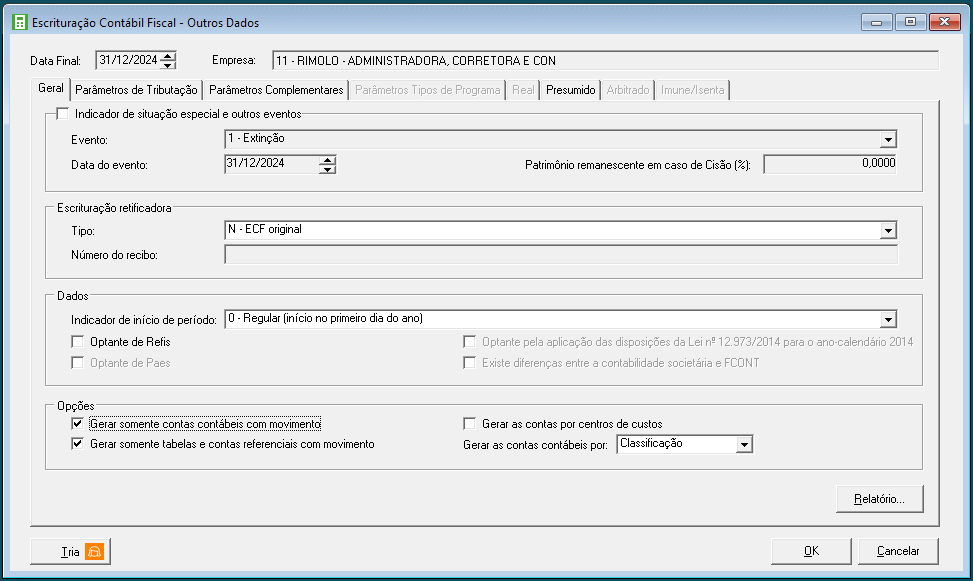 Escrituração Contábil Fiscal - Outros Dados
Data Final: 31/12/2024 Empresa: 11 - RIMOLO - ADMINISTRADORA, CORRETORA E CON
Geral Parâmetros de Tributação Parâmetros Complementares Parâmetros Tipos de Programa Real Presumido Arbitrado Imune/Isenta
Indicador de situação especial e outros eventos
Evento: 1 - Extinção
Data do evento: 31/12/2024 Patrimônio remanescente em caso de Cisão (%): 0,0000
Escrituração retificadora
Tipo: N - ECF original
Número do recibo:
Dados
Indicador de início de período: 0 - Regular (início no primeiro dia do ano)
Optante de Refis Optante pela aplicação das disposições da Lei nº 12.973/2014 para o ano-calendário 2014
Optante de Paes Existe diferenças entre a contabilidade societária e FCONT
Opções
Gerar somente contas contábeis com movimento Gerar as contas por centros de custos
Gerar somente tabelas e contas referenciais com movimento Gerar as contas contábeis por: Classificação
Relatório...
Tria OK Cancelar